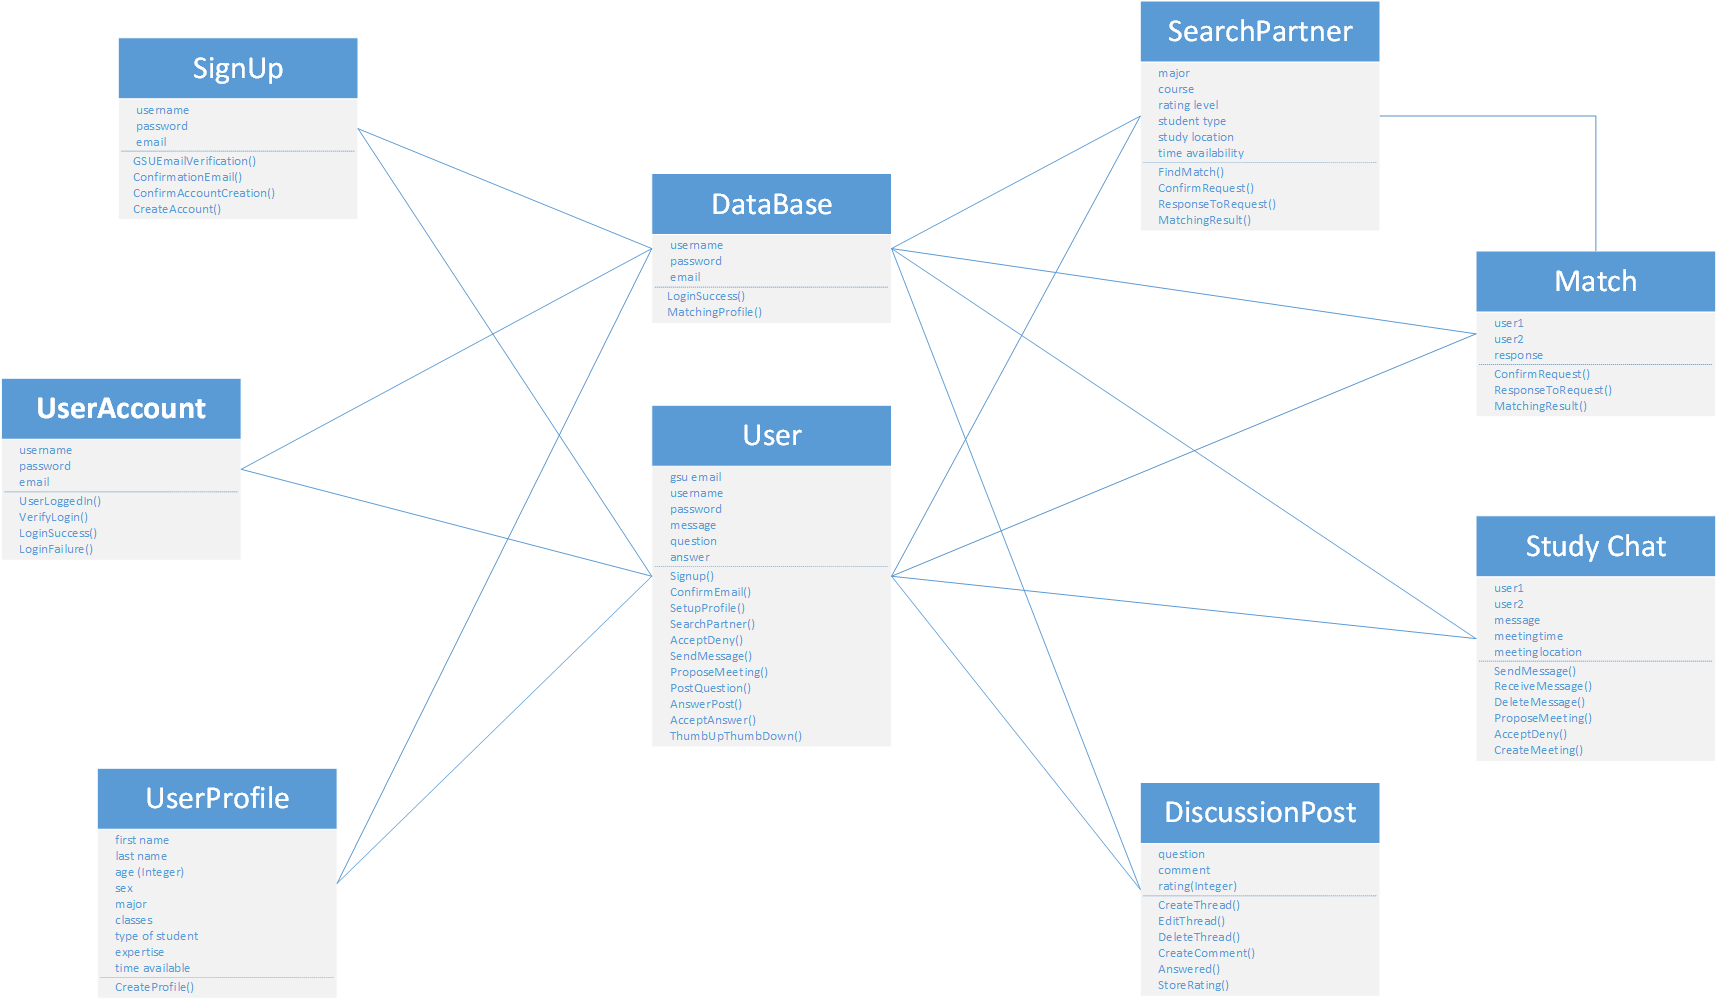 SignUp
username
password
email
GSUEmailVerification()
ConfirmationEmail()
ConfirmAccountCreation()
CreateAccount()
UserAccount
username
password
email
UserLoggedIn()
VerifyLogin()
LoginSuccess()
LoginFailure()
UserProfile
first name
last name
age (Integer)
sex
major
classes
type of student
expertise
time available
CreateProfile()
DataBase
username
password
email
LoginSuccess()
MatchingProfile()
User
gsu email
username
password
message
question
answer
Signup()
ConfirmEmail()
SetupProfile()
SearchPartner()
AcceptDeny()
SendMessage()
ProposeMeeting()
PostQuestion()
AnswerPost()
AcceptAnswer()
ThumbUpThumbDown()
SearchPartner
major
course
rating level
student type
study location
time availability
FindMatch()
ConfirmRequest()
ResponseToRequest()
MatchingResult()
Match
user1
user2
response
ConfirmRequest()
ResponseToRequest()
MatchingResult()
Study Chat
user1
user2
message
meetingtime
meetinglocation
SendMessage()
ReceiveMessage()
DeleteMessage()
ProposeMeeting()
AcceptDeny()
CreateMeeting()
DiscussionPost
question
comment
rating(Integer)
CreateThread()
EditThread()
DeleteThread()
CreateComment()
Answered()
StoreRating()